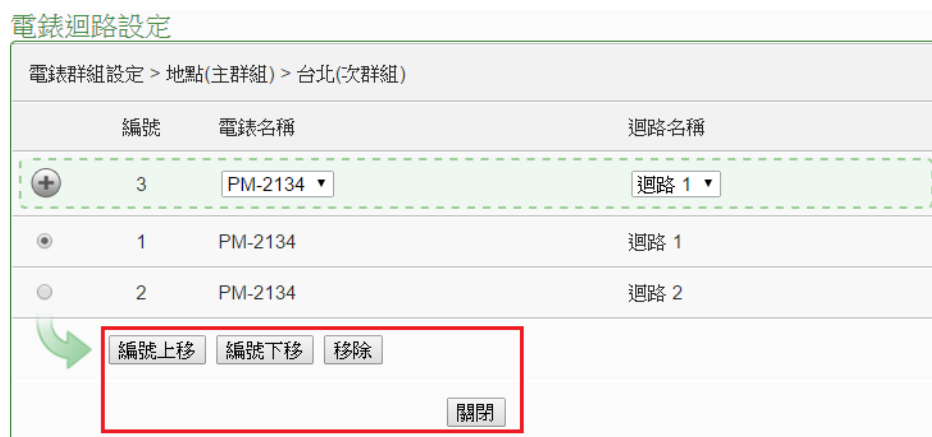 電錶迴路設定
電錶群組設定 > 地點(主群組) > 台北(次群組)
編號 電錶名稱 迴路名稱
3 PM-2134 ▼ 迴路 1 ▼
1 PM-2134 迴路 1
2 PM-2134 迴路 2
編號上移 編號下移 移除
關閉